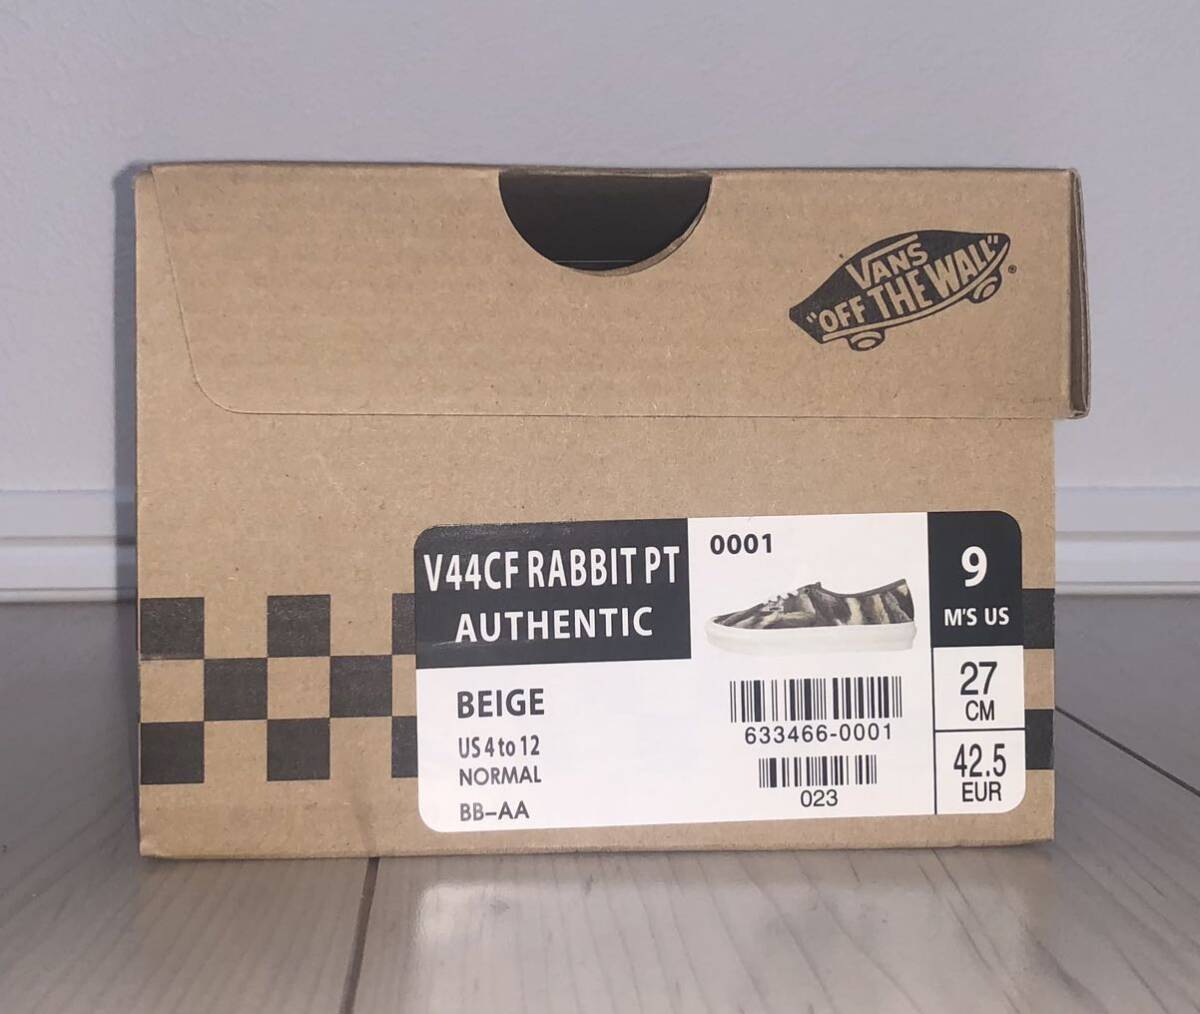 VANS
"OFF THE WALL"
®
V44CF RABBIT PT
AUTHENTIC
0001
9
M'S US
BEIGE
US 4 to 12
NORMAL
BB-AA
633466-0001
023
27
CM
42.5
EUR